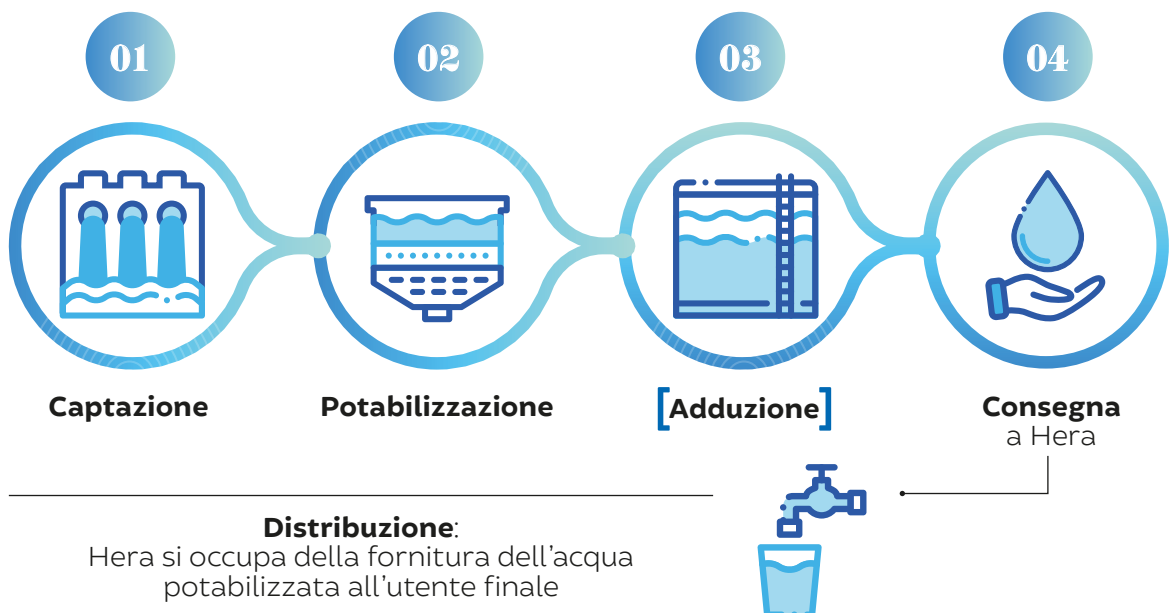 01
02
03
04
Captazione
Potabilizzazione
[Adduzione]
Consegna
a Hera
Distribuzione:
Hera si occupa della fornitura dell'acqua
potabilizzata all'utente finale